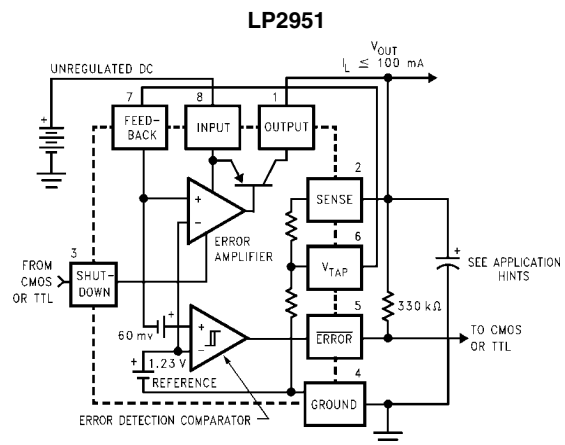 LP2951
V_OUT
I_L ≤ 100 mA
UNREGULATED DC
7
8
1
FEED-
BACK
INPUT
OUTPUT
+
2
SENSE
+
−
ERROR
AMPLIFIER
6
V_TAP
+
SEE APPLICATION
HINTS
3
FROM
CMOS
OR TTL
SHUT-
DOWN
330 kΩ
5
ERROR
TO CMOS
OR TTL
+
60 mv
+
−
+
1.23 V
REFERENCE
4
GROUND
ERROR DETECTION COMPARATOR